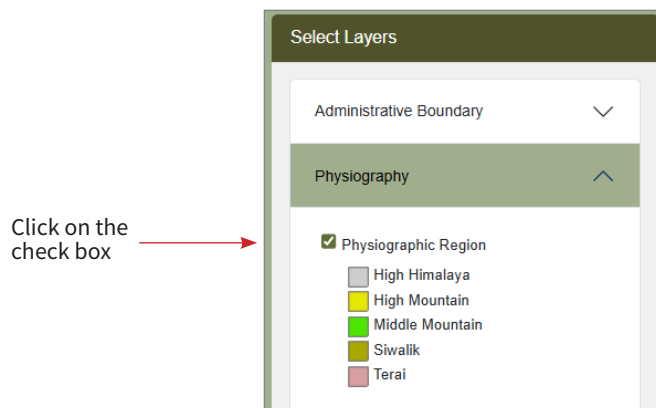 Select Layers
Administrative Boundary
Physiography
Click on the
check box
Physiographic Region
High Himalaya
High Mountain
Middle Mountain
Siwalik
Terai